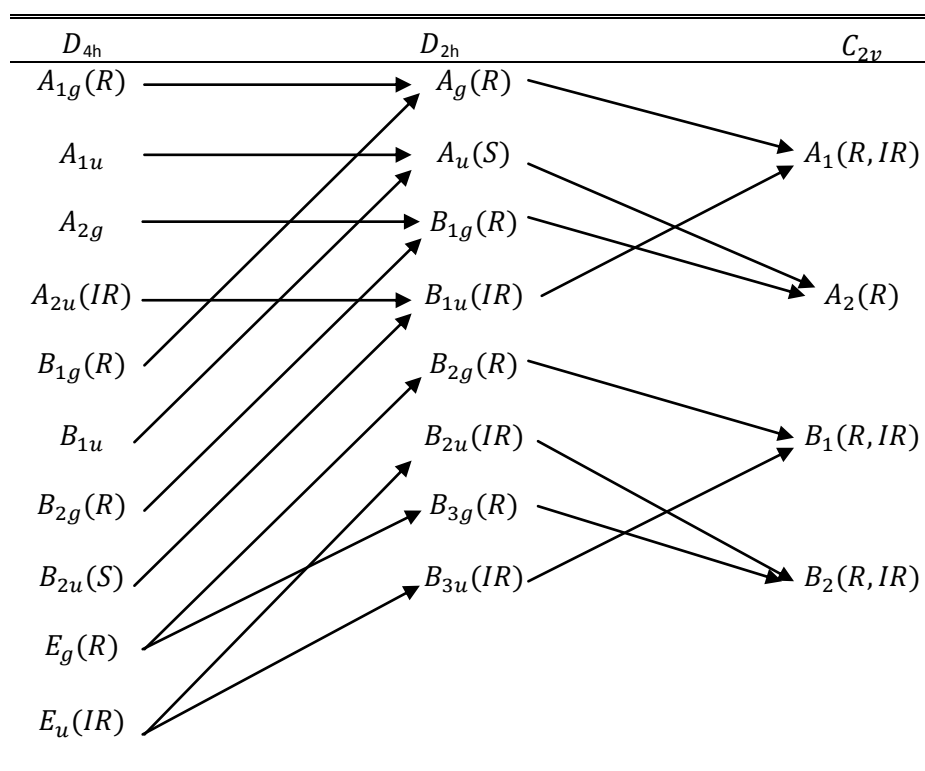 D₄ₕ D₂ₕ C₂ᵥ
A₁g(R) Ag(R)
A₁ᵤ Aᵤ(S) A₁(R, IR)
A₂g B₁g(R)
A₂ᵤ(IR) B₁ᵤ(IR) A₂(R)
B₁g(R) B₂g(R)
B₁ᵤ B₂ᵤ(IR) B₁(R, IR)
B₂g(R) B₃g(R)
B₂ᵤ(S) B₃ᵤ(IR) B₂(R, IR)
Eg(R)
Eᵤ(IR)